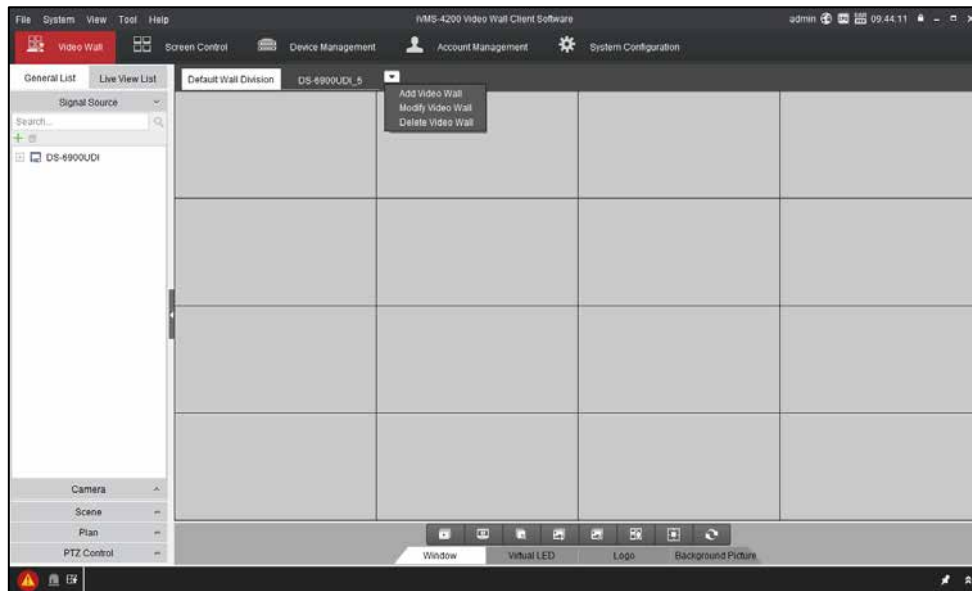 File System View Tool Help
iVMS-4200 Video Wall Client Software
admin 09:44:11
Video Wall
Screen Control
Device Management
Account Management
System Configuration
General List
Live View List
Default Wall Division
DS-6900UDI_5
Signal Source
Add Video Wall
Modify Video Wall
Delete Video Wall
Search...
DS-6900UDI
Camera
Scene
Plan
PTZ Control
Window
Virtual LED
Logo
Background Picture